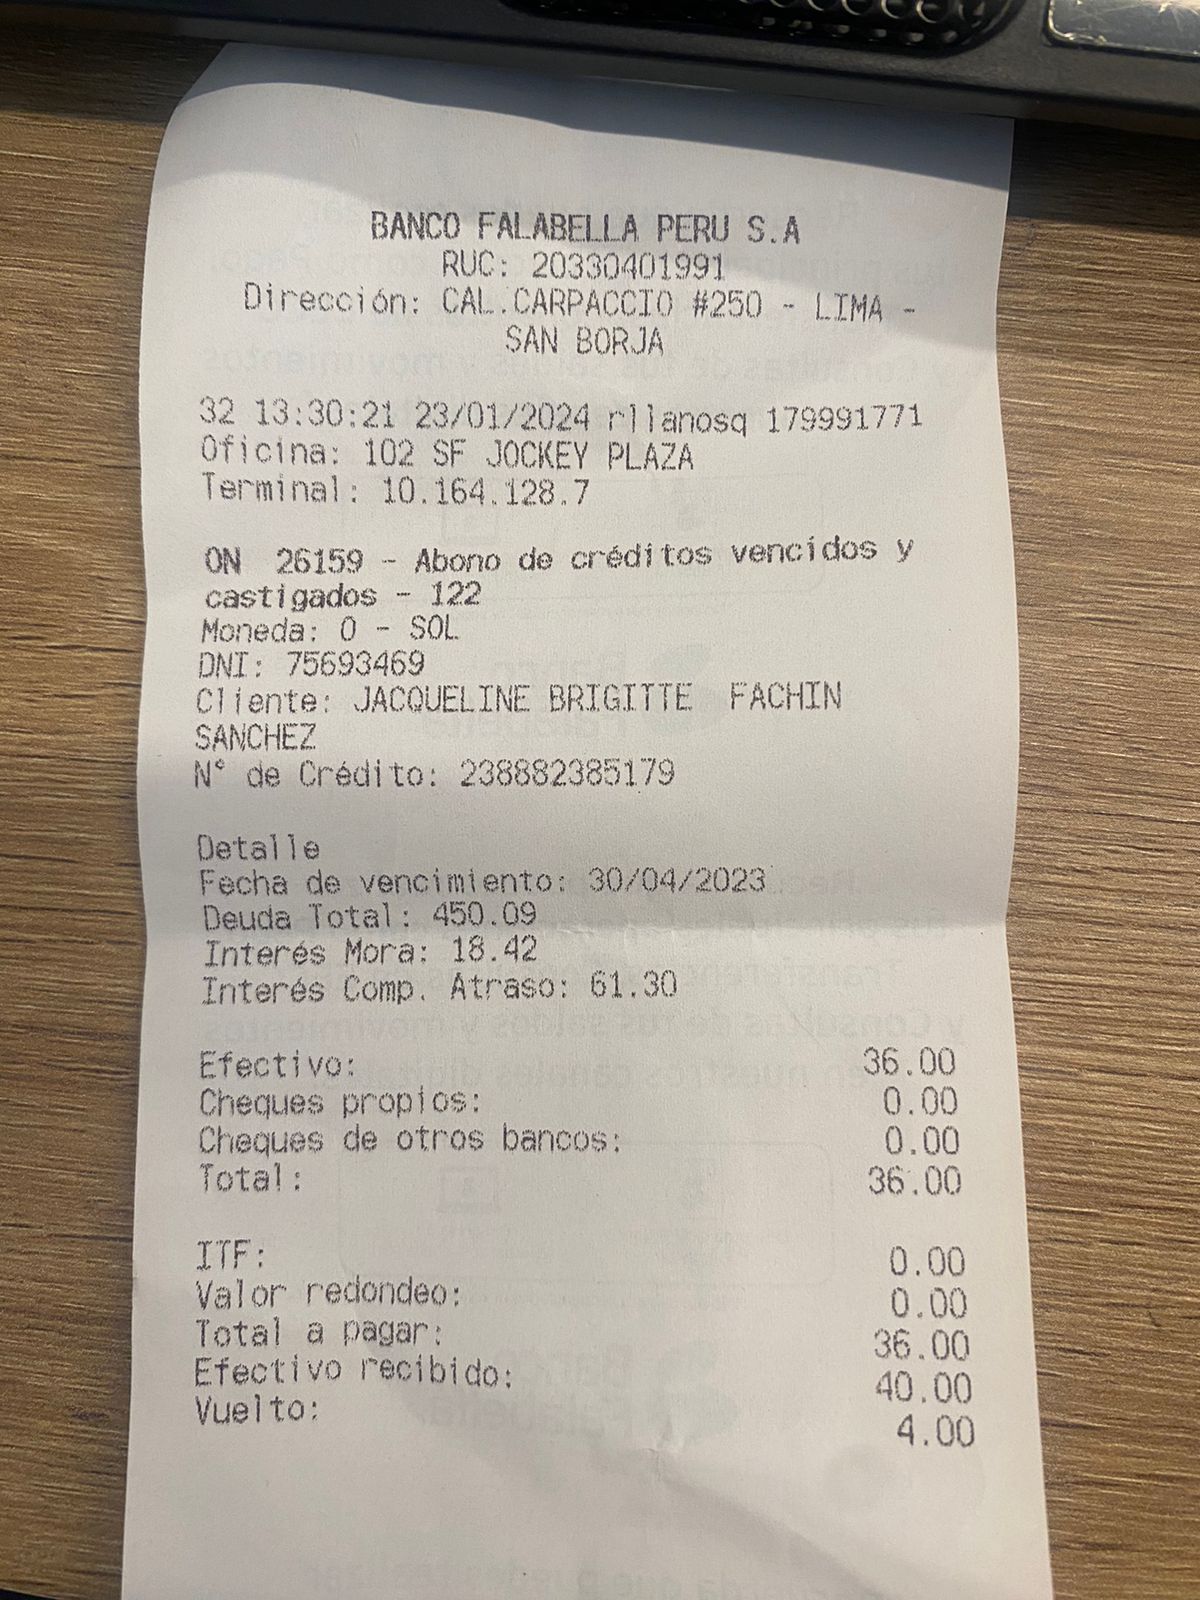 BANCO FALABELLA PERU S.A
RUC: 20330401991
Dirección: CAL.CARPACCIO #250 - LIMA -
SAN BORJA
32 13:30:21 23/01/2024 rllanosq 179991771
Oficina: 102 SF JOCKEY PLAZA
Terminal: 10.164.128.7
ON 26159 - Abono de créditos vencidos y
castigados - 122
Moneda: 0 - SOL
DNI: 75693469
Cliente: JACQUELINE BRIGITTE FACHIN
SANCHEZ
N° de Crédito: 238882385179
Detalle
Fecha de vencimiento: 30/04/2023
Deuda Total: 450.09
Interés Mora: 18.42
Interés Comp. Atraso: 61.30
Efectivo: 36.00
Cheques propios: 0.00
Cheques de otros bancos: 0.00
Total: 36.00
ITF: 0.00
Valor redondeo: 0.00
Total a pagar: 36.00
Efectivo recibido: 40.00
Vuelto: 4.00